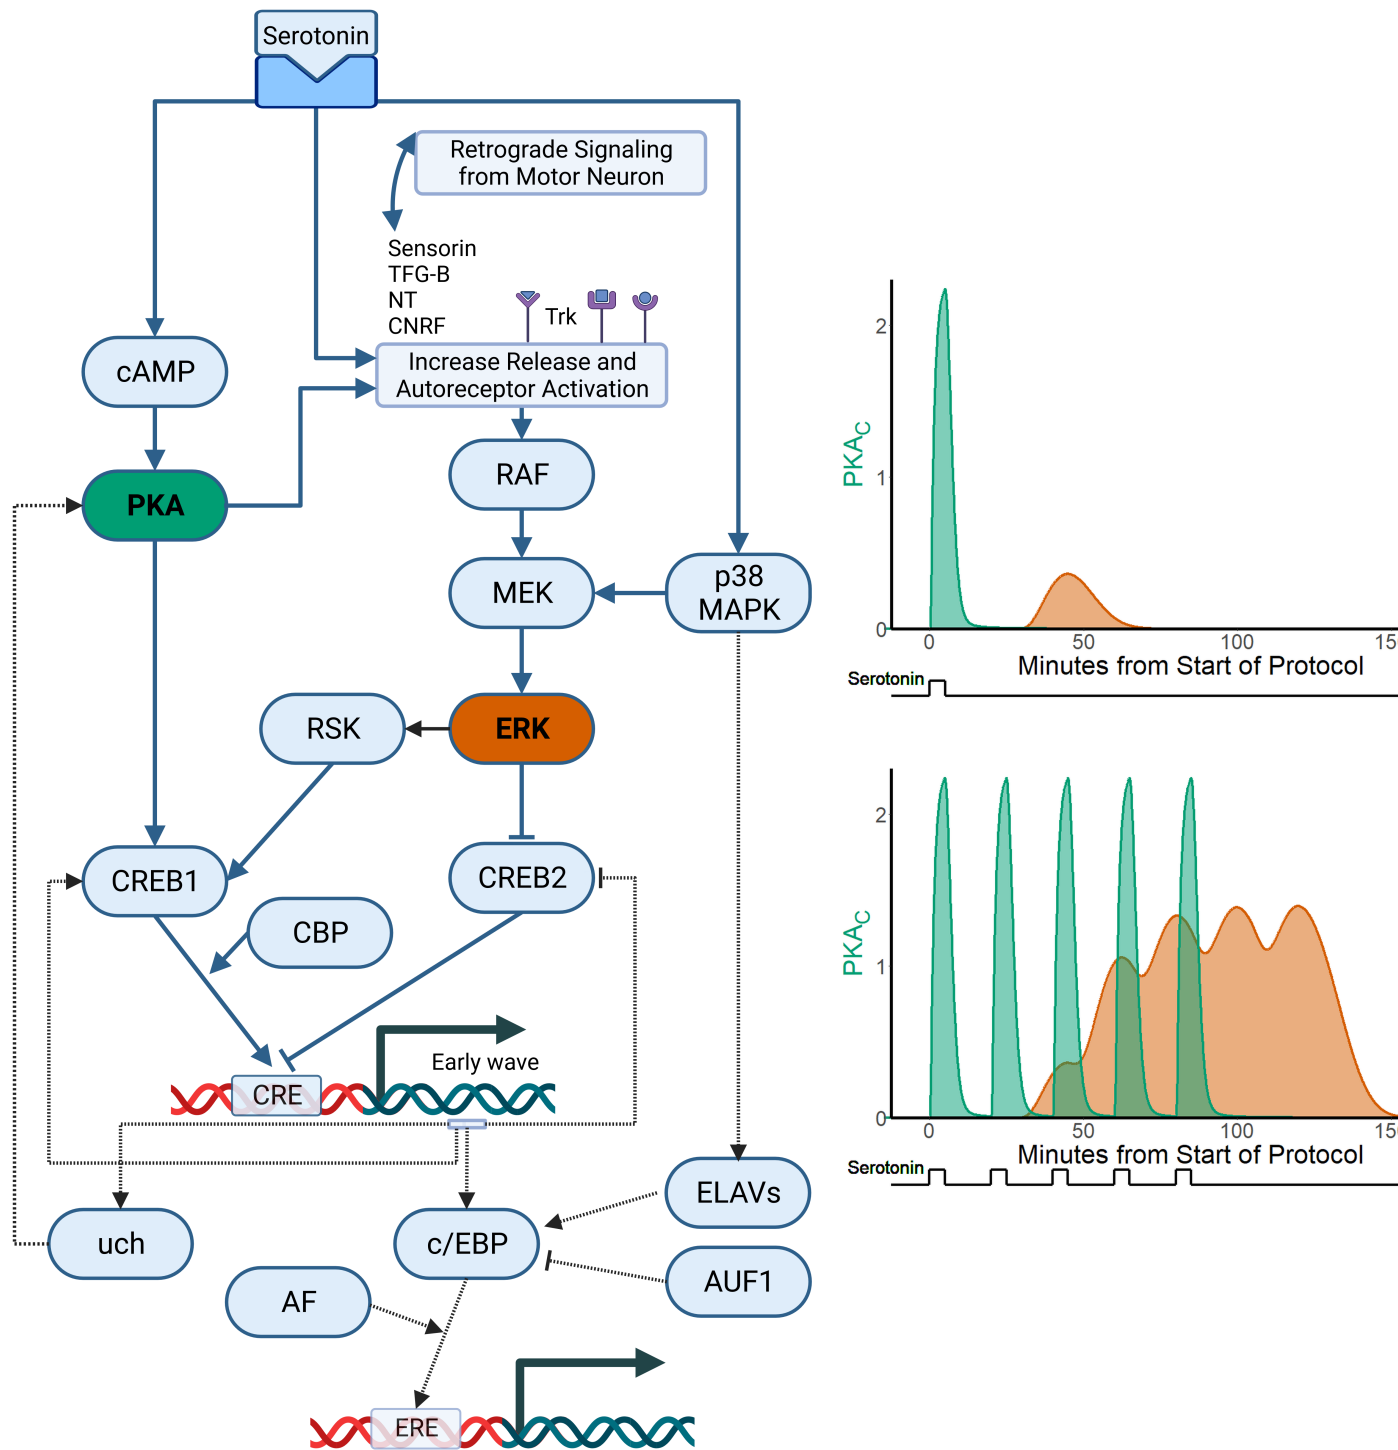 Serotonin
Retrograde Signaling
from Motor Neuron
Sensorin
TFG-B
NT
CNRF
Trk
Increase Release and
Autoreceptor Activation
cAMP
PKA
RAF
MEK
p38
MAPK
RSK
ERK
CREB1
CREB2
CBP
Early wave
CRE
uch
c/EBP
ELAVs
AUF1
AF
ERE
PKAC
2
1
0
0 50 100 15
Minutes from Start of Protocol
Serotonin
PKAC
2
1
0
0 50 100 15
Minutes from Start of Protocol
Serotonin